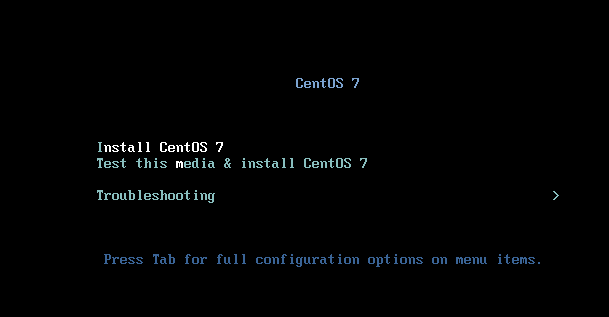 CentOS 7
Install CentOS 7
Test this media & install CentOS 7
Troubleshooting >
Press Tab for full configuration options on menu items.